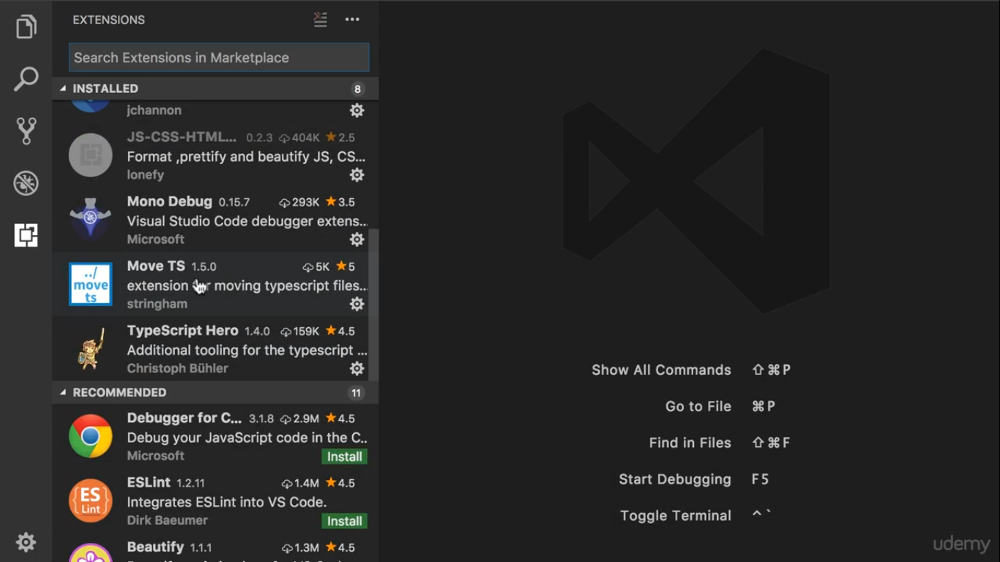 EXTENSIONS
Search Extensions in Marketplace
INSTALLED 8
jchannon
JS-CSS-HTML... 0.2.3 404K 2.5
Format ,prettify and beautify JS, CS...
lonefy
Mono Debug 0.15.7 293K 3.5
Visual Studio Code debugger extens...
Microsoft
../
move
ts
Move TS 1.5.0 5K 5
extension for moving typescript files...
stringham
TypeScript Hero 1.4.0 159K 4.5
Additional tooling for the typescript ...
Christoph Bühler
RECOMMENDED 11
Debugger for C... 3.1.8 2.9M 4.5
Debug your JavaScript code in the C...
Microsoft Install
ES
Lint
ESLint 1.2.11 1.4M 4.5
Integrates ESLint into VS Code.
Dirk Baeumer Install
Beautify 1.1.1 1.3M 4.5
Show All Commands ⇧⌘P
Go to File ⌘P
Find in Files ⇧⌘F
Start Debugging F5
Toggle Terminal ^`
udemy